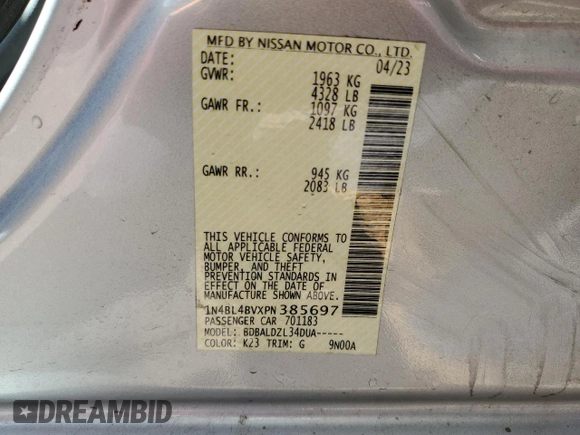 MFD BY NISSAN MOTOR CO., LTD.
DATE: 04/23
GVWR: 1963 KG
4328 LB
GAWR FR.: 1097 KG
2418 LB
GAWR RR.: 945 KG
2083 LB
THIS VEHICLE CONFORMS TO
ALL APPLICABLE FEDERAL
MOTOR VEHICLE SAFETY,
BUMPER, AND THEFT
PREVENTION STANDARDS IN
EFFECT ON THE DATE OF
MANUFACTURE SHOWN ABOVE.
1N4BL4BVXPN385697
PASSENGER CAR 701183
MODEL: BDBALDZL34DUA-----
COLOR: K23 TRIM: G 9N00A
DREAMBID